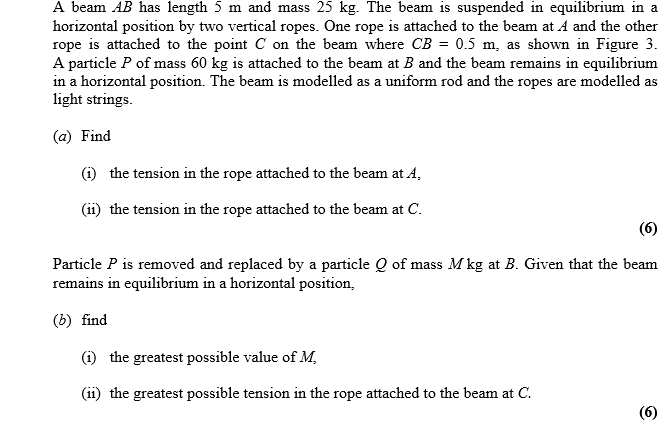 A beam AB has length 5 m and mass 25 kg. The beam is suspended in equilibrium in a
horizontal position by two vertical ropes. One rope is attached to the beam at A and the other
rope is attached to the point C on the beam where CB = 0.5 m, as shown in Figure 3.
A particle P of mass 60 kg is attached to the beam at B and the beam remains in equilibrium
in a horizontal position. The beam is modelled as a uniform rod and the ropes are modelled as
light strings.
(a) Find
(i) the tension in the rope attached to the beam at A,
(ii) the tension in the rope attached to the beam at C.
(6)
Particle P is removed and replaced by a particle Q of mass M kg at B. Given that the beam
remains in equilibrium in a horizontal position,
(b) find
(i) the greatest possible value of M,
(ii) the greatest possible tension in the rope attached to the beam at C.
(6)